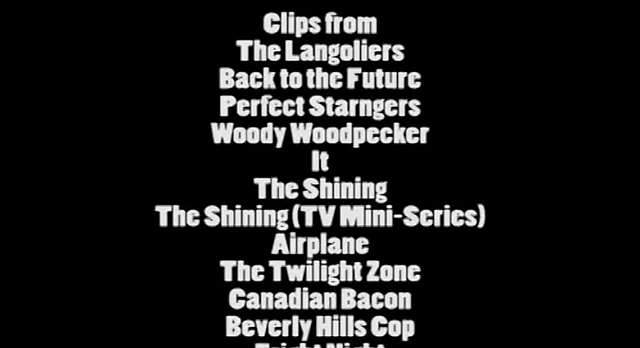 Clips from
The Langoliers
Back to the Future
Perfect Starngers
Woody Woodpecker
It
The Shining
The Shining (TV Mini-Series)
Airplane
The Twilight Zone
Canadian Bacon
Beverly Hills Cop